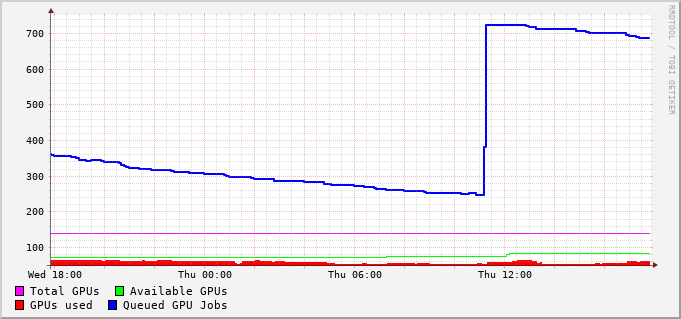 700
600
500
400
300
200
100
Wed 18:00 Thu 00:00 Thu 06:00 Thu 12:00
Total GPUs Available GPUs
GPUs used Queued GPU Jobs
RRDTOOL / TOBI OETIKER